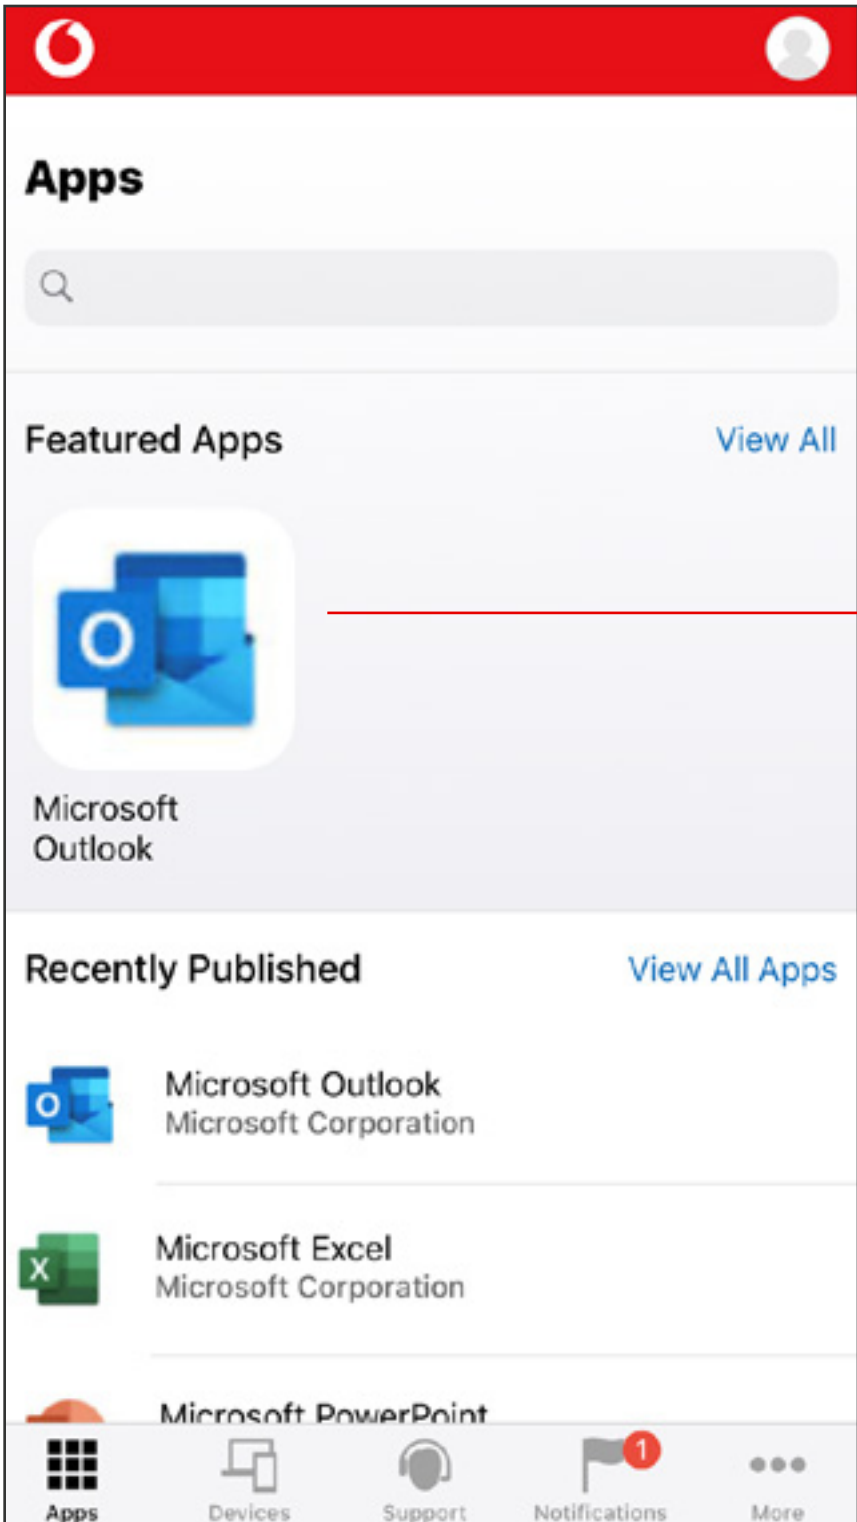 Apps
Featured Apps
View All
O
Microsoft
Outlook
Recently Published
View All Apps
O
Microsoft Outlook
Microsoft Corporation
X
Microsoft Excel
Microsoft Corporation
Microsoft PowerPoint
1
Apps
Devices
Support
Notifications
More